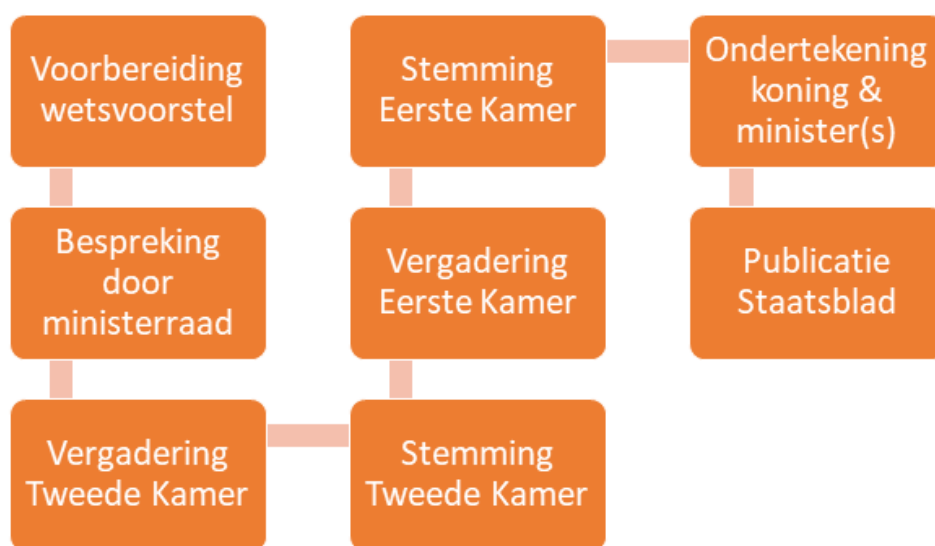 Voorbereiding
wetsvoorstel
Bespreking
door
ministerraad
Vergadering
Tweede Kamer
Stemming
Tweede Kamer
Vergadering
Eerste Kamer
Stemming
Eerste Kamer
Ondertekening
koning &
minister(s)
Publicatie
Staatsblad